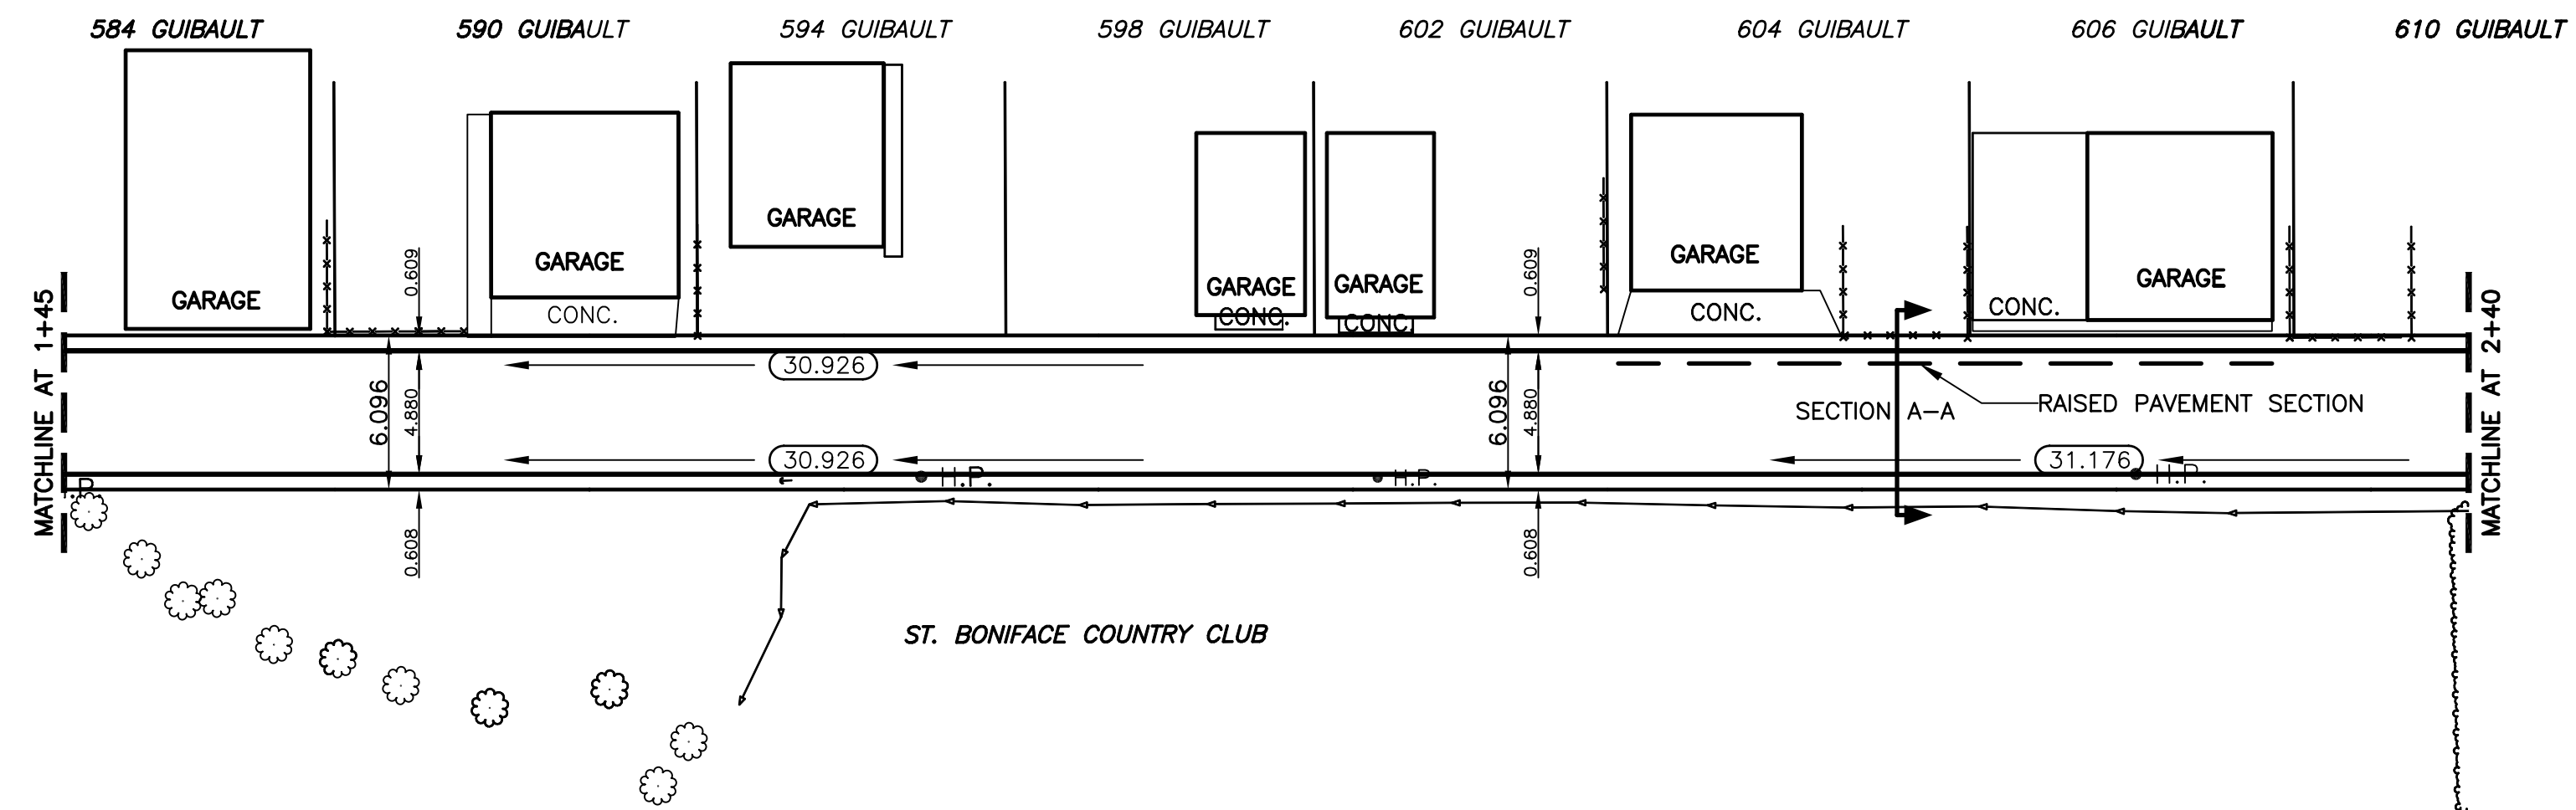 584 GUIBAULT
590 GUIBAULT
594 GUIBAULT
598 GUIBAULT
602 GUIBAULT
604 GUIBAULT
606 GUIBAULT
610 GUIBAULT
GARAGE
GARAGE
CONC.
GARAGE
GARAGE
CONC.
GARAGE
CONC.
GARAGE
CONC.
CONC.
GARAGE
0.609
0.609
MATCHLINE AT 1+45
MATCHLINE AT 2+40
30.926
6.096
4.880
6.096
4.880
SECTION A-A
RAISED PAVEMENT SECTION
30.926
31.176
H.P.
H.P.
H.P.
.P.
0.608
0.608
ST. BONIFACE COUNTRY CLUB